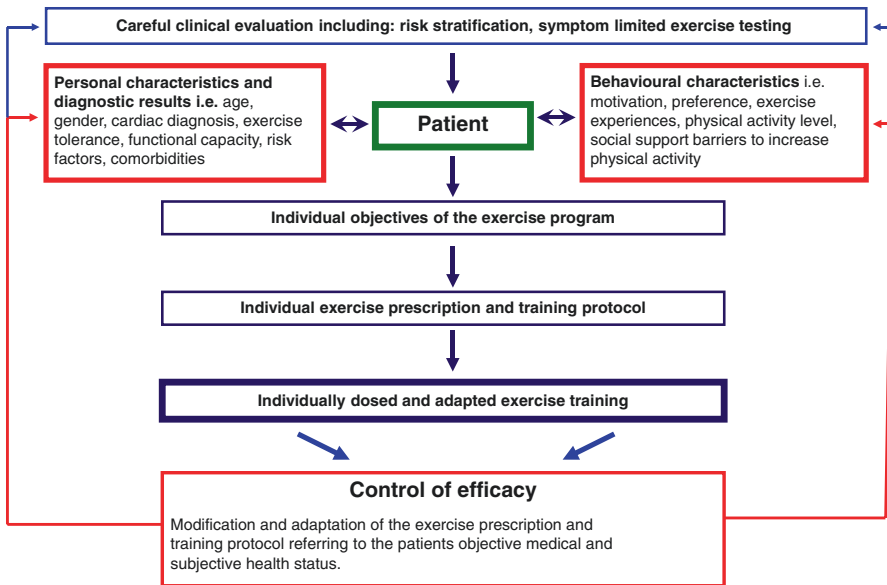 Careful clinical evaluation including: risk stratification, symptom limited exercise testing
Personal characteristics and
diagnostic results i.e. age,
gender, cardiac diagnosis, exercise
tolerance, functional capacity, risk
factors, comorbidities
Patient
Behavioural characteristics i.e.
motivation, preference, exercise
experiences, physical activity level,
social support barriers to increase
physical activity
Individual objectives of the exercise program
Individual exercise prescription and training protocol
Individually dosed and adapted exercise training
Control of efficacy
Modification and adaptation of the exercise prescription and
training protocol referring to the patients objective medical and
subjective health status.